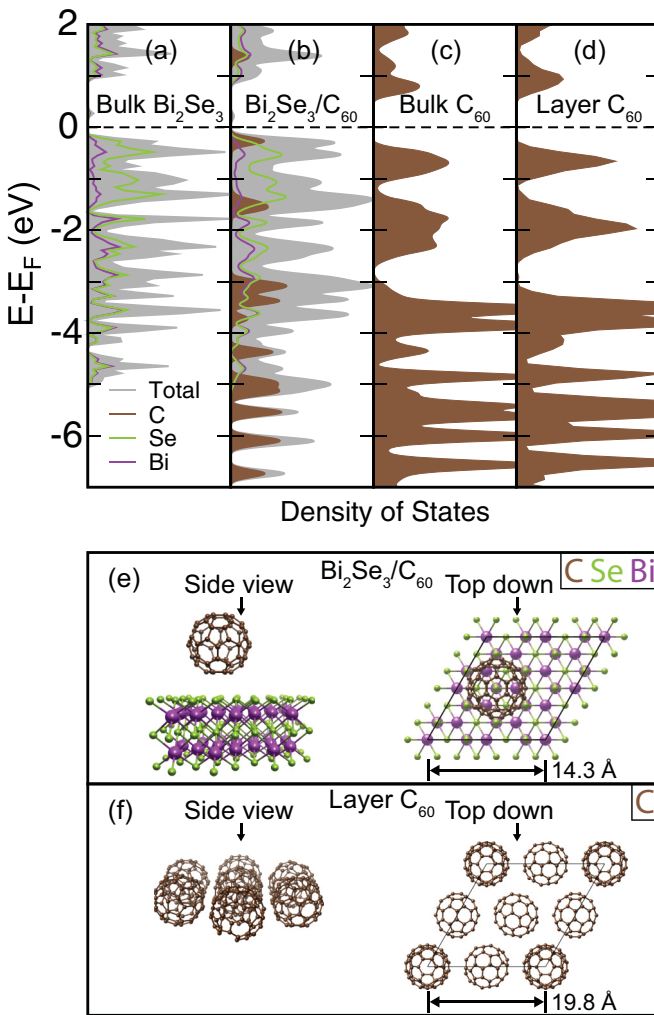 2
(a)
(b)
(c)
(d)
Bulk Bi₂Se₃
Bi₂Se₃/C₆₀
Bulk C₆₀
Layer C₆₀
0
-2
-4
-6
E-E_F (eV)
Total
C
Se
Bi
Density of States
(e)
Side view
Bi₂Se₃/C₆₀
Top down
C Se Bi
14.3 Å
(f)
Side view
Layer C₆₀
Top down
C
19.8 Å